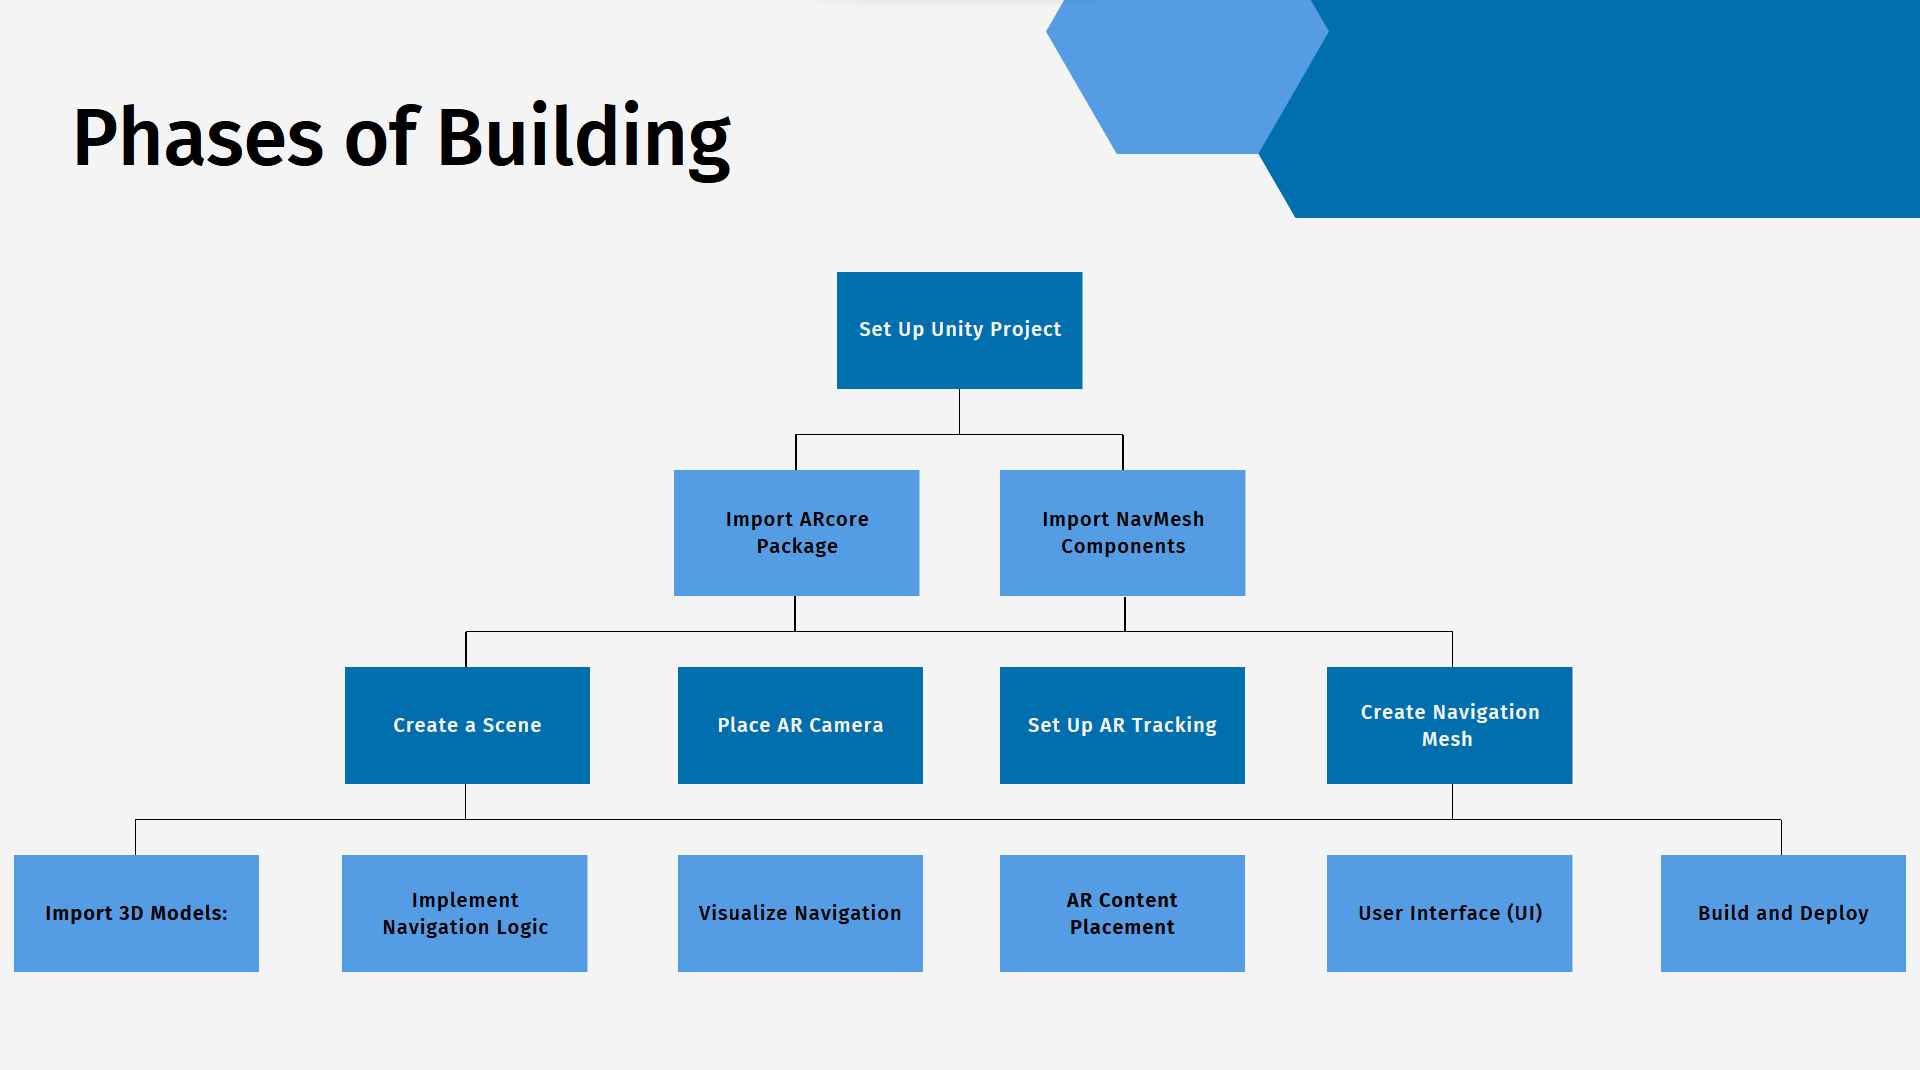 Phases of Building
Set Up Unity Project
Import ARcore
Package
Import NavMesh
Components
Create a Scene
Place AR Camera
Set Up AR Tracking
Create Navigation
Mesh
Import 3D Models:
Implement
Navigation Logic
Visualize Navigation
AR Content
Placement
User Interface (UI)
Build and Deploy